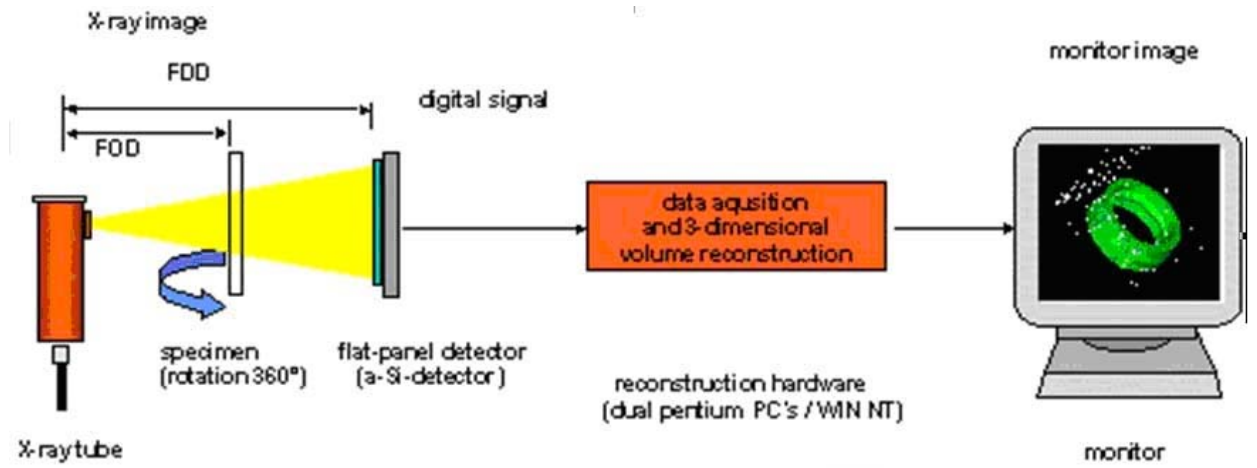 X-ray image
FDD
FOD
digital signal
monitor image
data aqusition
and 3-dimensional
volume reconstruction
specimen
(rotation 360°)
flat-panel detector
(a-Si-detector)
reconstruction hardware
(dual pentium PC's / WIN NT)
X-ray tube
monitor